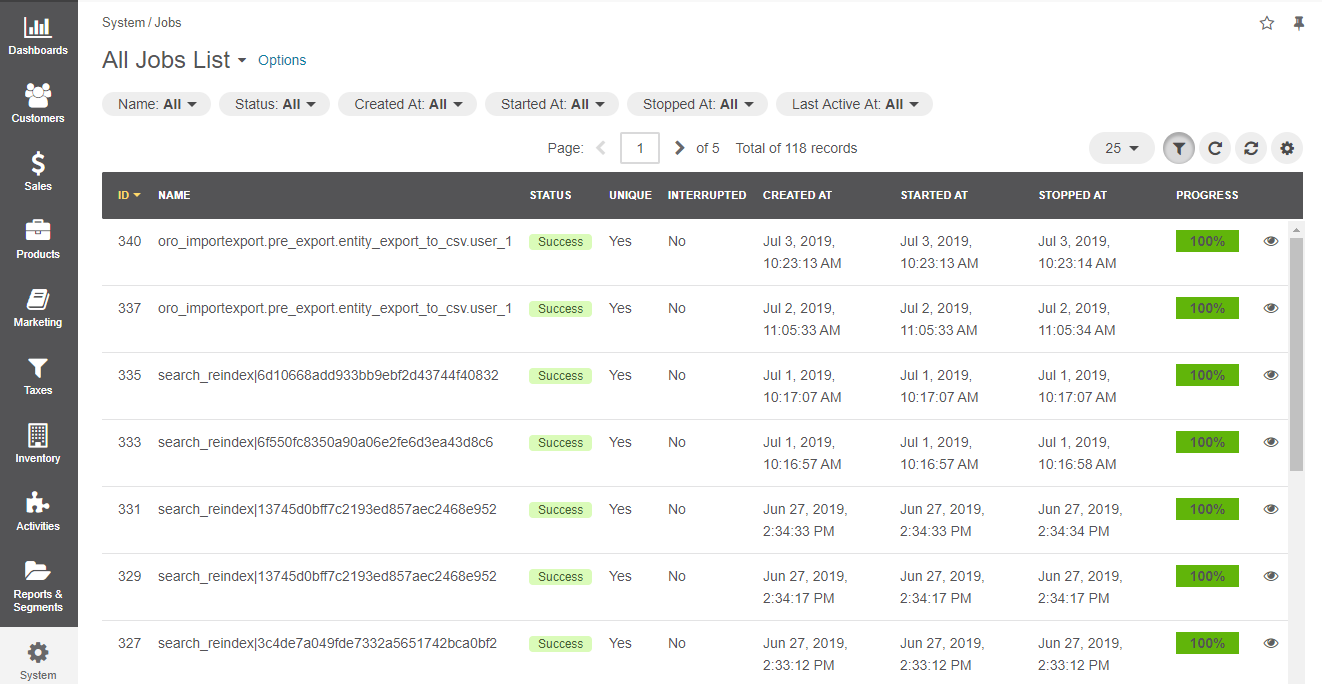 Dashboards
Customers
Sales
Products
Marketing
Taxes
Inventory
Activities
Reports &
Segments
System
System / Jobs
All Jobs List Options
Name: All Status: All Created At: All Started At: All Stopped At: All Last Active At: All
Page: 1 of 5 Total of 118 records 25
ID NAME STATUS UNIQUE INTERRUPTED CREATED AT STARTED AT STOPPED AT PROGRESS
340 oro_importexport.pre_export.entity_export_to_csv.user_1 Success Yes No Jul 3, 2019, Jul 3, 2019, Jul 3, 2019, 100%
10:23:13 AM 10:23:13 AM 10:23:14 AM
337 oro_importexport.pre_export.entity_export_to_csv.user_1 Success Yes No Jul 2, 2019, Jul 2, 2019, Jul 2, 2019, 100%
11:05:33 AM 11:05:33 AM 11:05:34 AM
335 search_reindex|6d10668add933bb9ebf2d43744f40832 Success Yes No Jul 1, 2019, Jul 1, 2019, Jul 1, 2019, 100%
10:17:07 AM 10:17:07 AM 10:17:07 AM
333 search_reindex|6f550fc8350a90a06e2fe6d3ea43d8c6 Success Yes No Jul 1, 2019, Jul 1, 2019, Jul 1, 2019, 100%
10:16:57 AM 10:16:57 AM 10:16:58 AM
331 search_reindex|13745d0bff7c2193ed857aec2468e952 Success Yes No Jun 27, 2019, Jun 27, 2019, Jun 27, 2019, 100%
2:34:33 PM 2:34:33 PM 2:34:34 PM
329 search_reindex|13745d0bff7c2193ed857aec2468e952 Success Yes No Jun 27, 2019, Jun 27, 2019, Jun 27, 2019, 100%
2:34:17 PM 2:34:17 PM 2:34:17 PM
327 search_reindex|3c4de7a049fde7332a5651742bca0bf2 Success Yes No Jun 27, 2019, Jun 27, 2019, Jun 27, 2019, 100%
2:33:12 PM 2:33:12 PM 2:33:12 PM